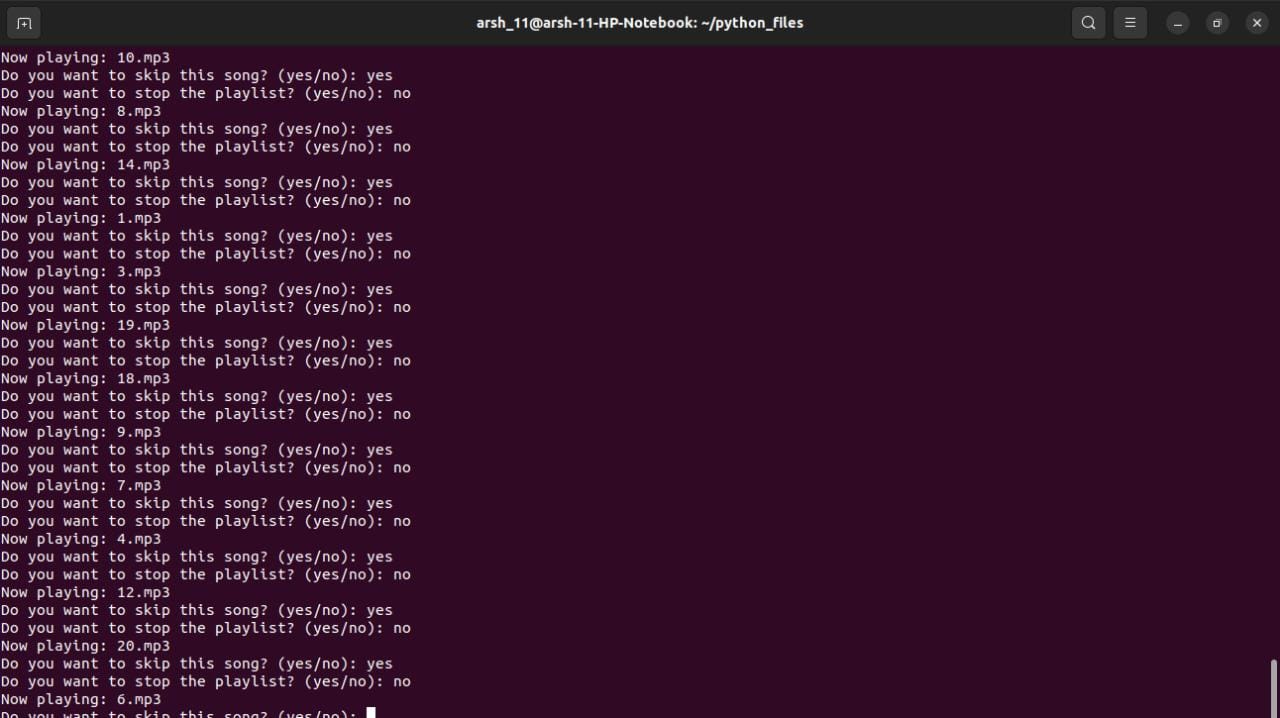 arsh_11@arsh-11-HP-Notebook: ~/python_files
Now playing: 10.mp3
Do you want to skip this song? (yes/no): yes
Do you want to stop the playlist? (yes/no): no
Now playing: 8.mp3
Do you want to skip this song? (yes/no): yes
Do you want to stop the playlist? (yes/no): no
Now playing: 14.mp3
Do you want to skip this song? (yes/no): yes
Do you want to stop the playlist? (yes/no): no
Now playing: 1.mp3
Do you want to skip this song? (yes/no): yes
Do you want to stop the playlist? (yes/no): no
Now playing: 3.mp3
Do you want to skip this song? (yes/no): yes
Do you want to stop the playlist? (yes/no): no
Now playing: 19.mp3
Do you want to skip this song? (yes/no): yes
Do you want to stop the playlist? (yes/no): no
Now playing: 18.mp3
Do you want to skip this song? (yes/no): yes
Do you want to stop the playlist? (yes/no): no
Now playing: 9.mp3
Do you want to skip this song? (yes/no): yes
Do you want to stop the playlist? (yes/no): no
Now playing: 7.mp3
Do you want to skip this song? (yes/no): yes
Do you want to stop the playlist? (yes/no): no
Now playing: 4.mp3
Do you want to skip this song? (yes/no): yes
Do you want to stop the playlist? (yes/no): no
Now playing: 12.mp3
Do you want to skip this song? (yes/no): yes
Do you want to stop the playlist? (yes/no): no
Now playing: 20.mp3
Do you want to skip this song? (yes/no): yes
Do you want to stop the playlist? (yes/no): no
Now playing: 6.mp3
Do you want to skip this song? (yes/no):